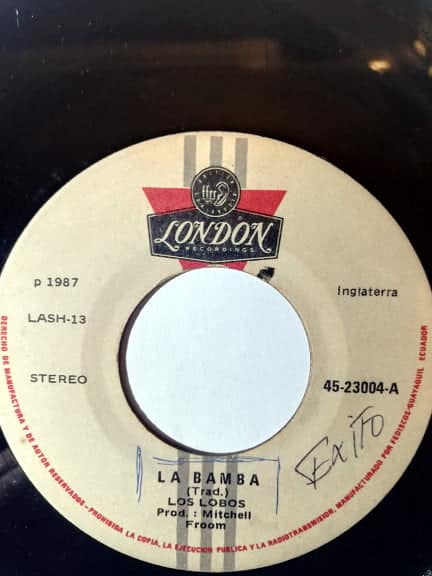 ffrr
LONDON
RECORDINGS
p 1987
Inglaterra
LASH-13
STEREO
45-23004-A
LA BAMBA
(Trad.)
LOS LOBOS
Prod. : Mitchell
Froom
EXITO
DERECHO DE MANUFACTURA Y DE AUTOR RESERVADOS-PROHIBIDA LA COPIA, LA EJECUCION PUBLICA Y LA RADIOTRANSMISION, MANUFACTURADO POR FEDISCOS-GUAYAQUIL ECUADOR